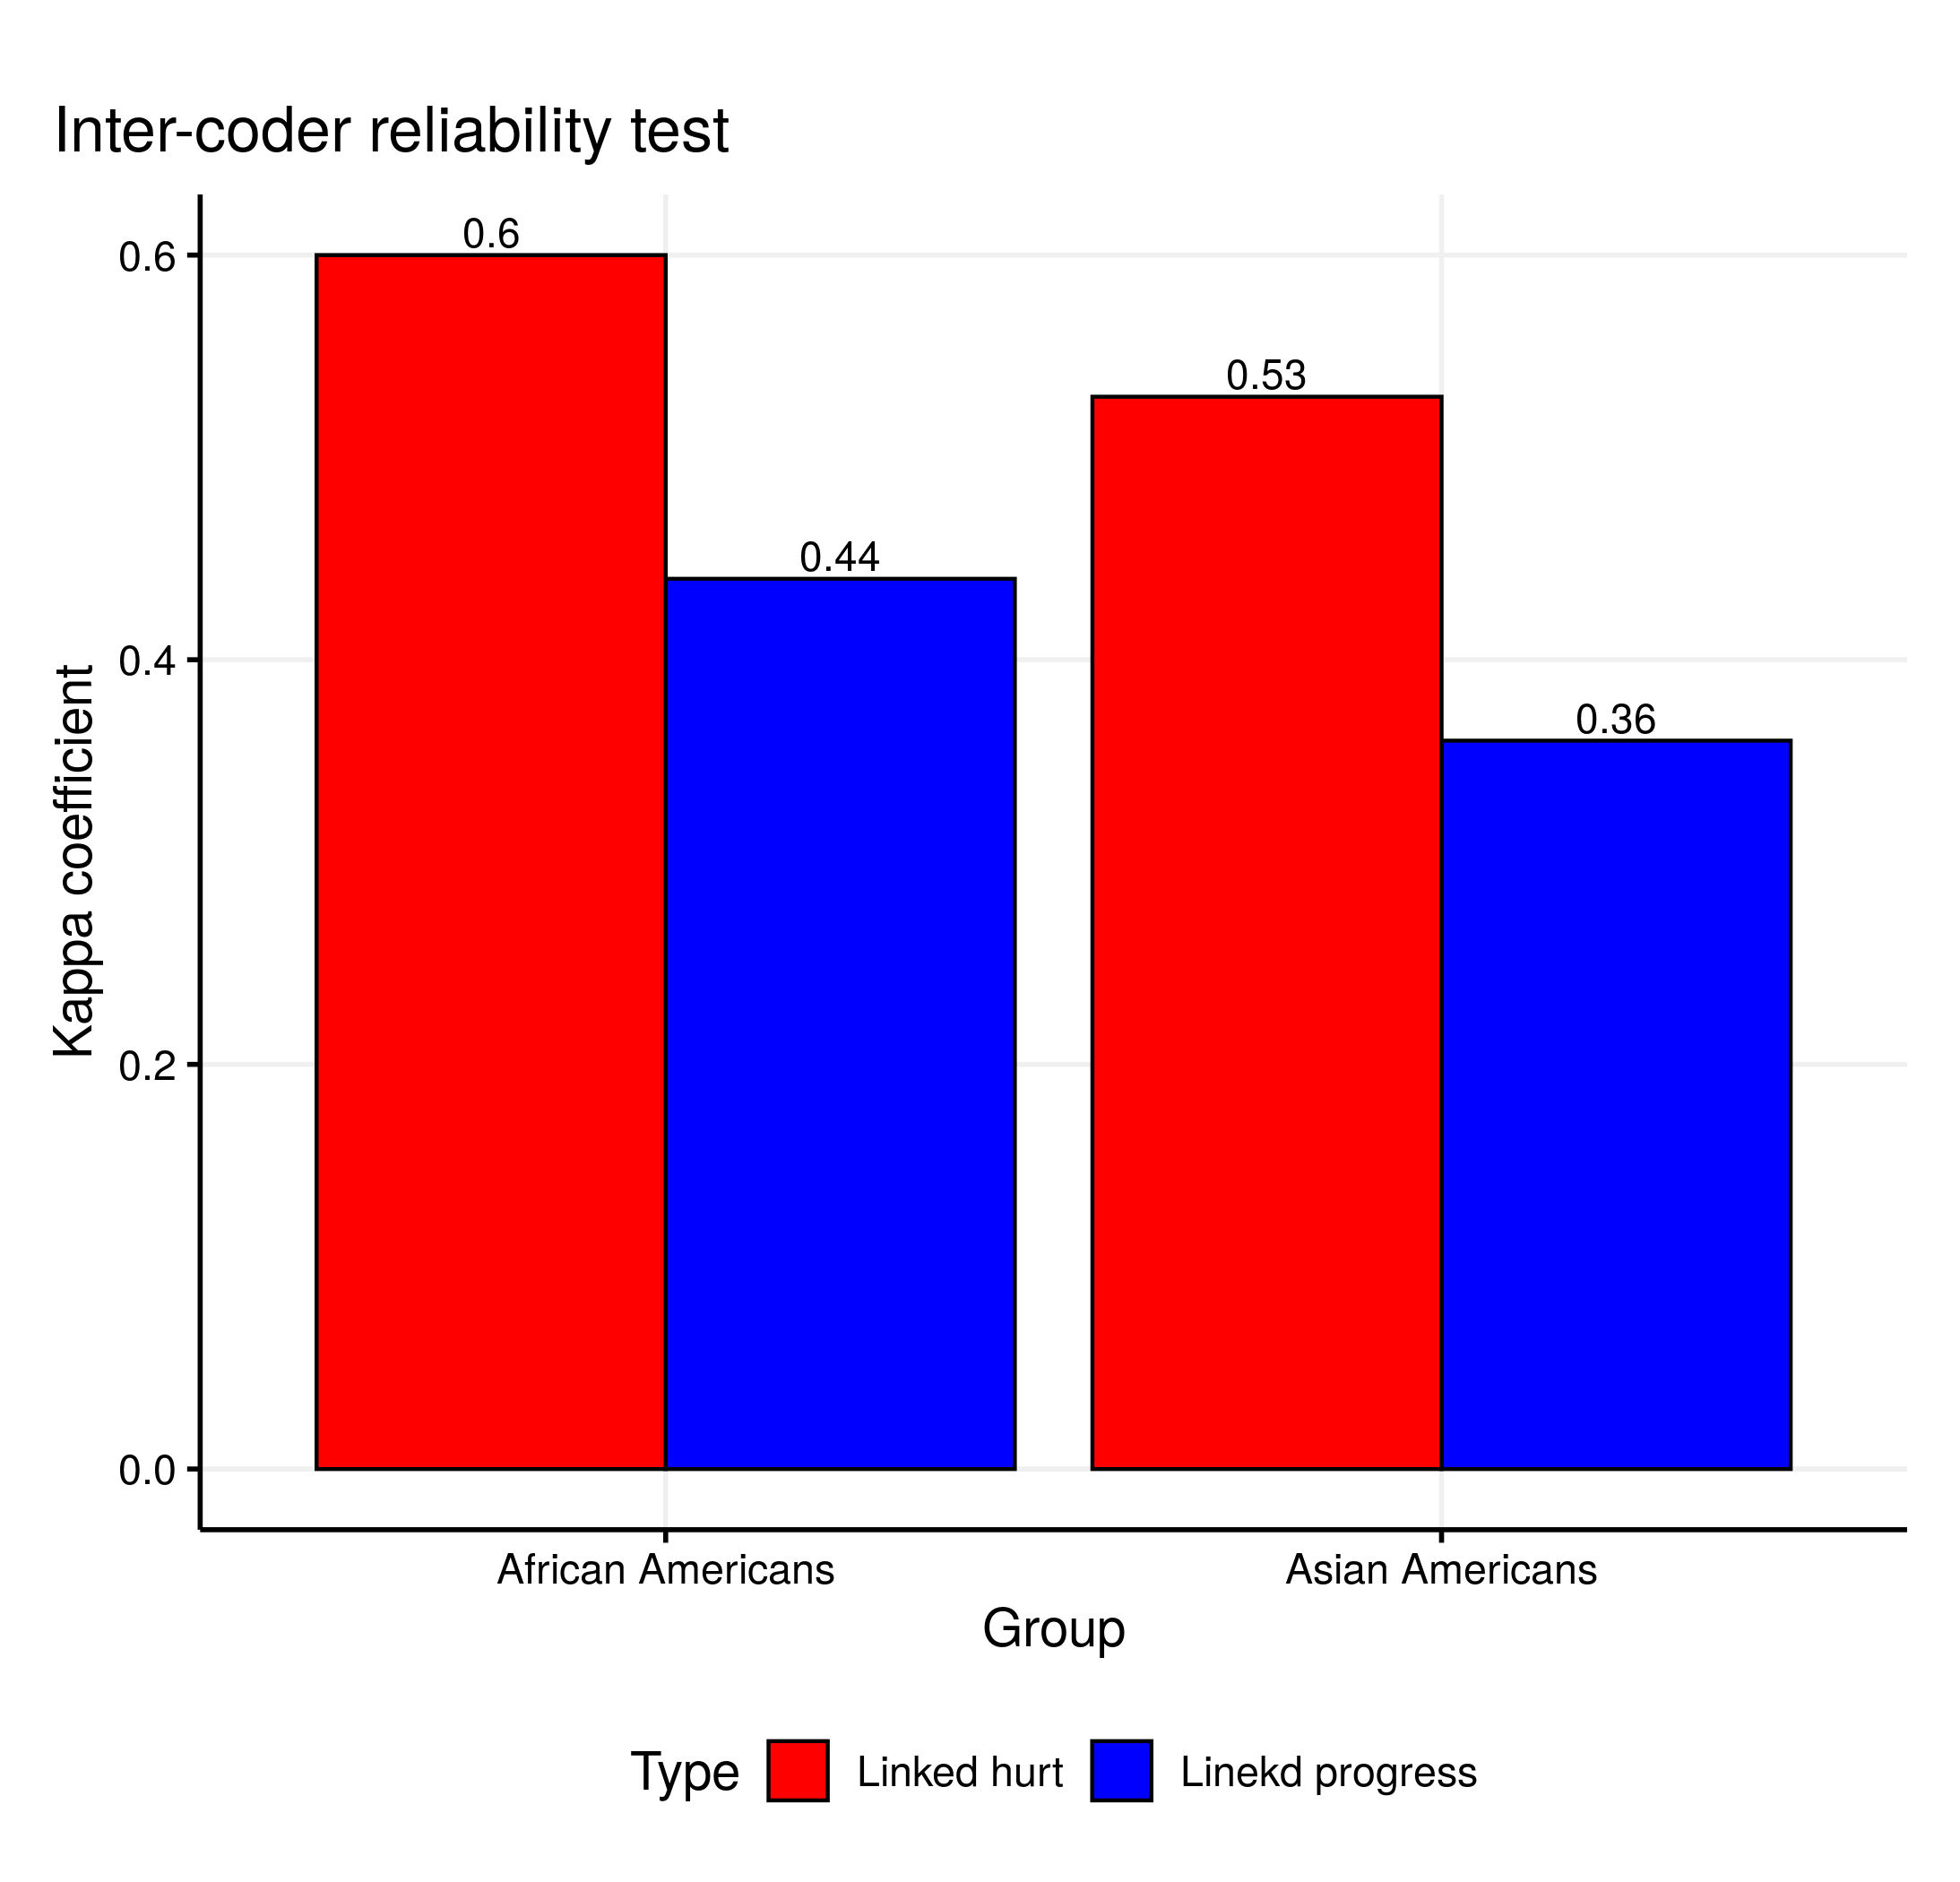 Inter-coder reliability test
0.6
0.53
0.44
0.36
Kappa coefficient
0.6
0.4
0.2
0.0
African Americans
Asian Americans
Group
Type
Linked hurt
Linekd progress